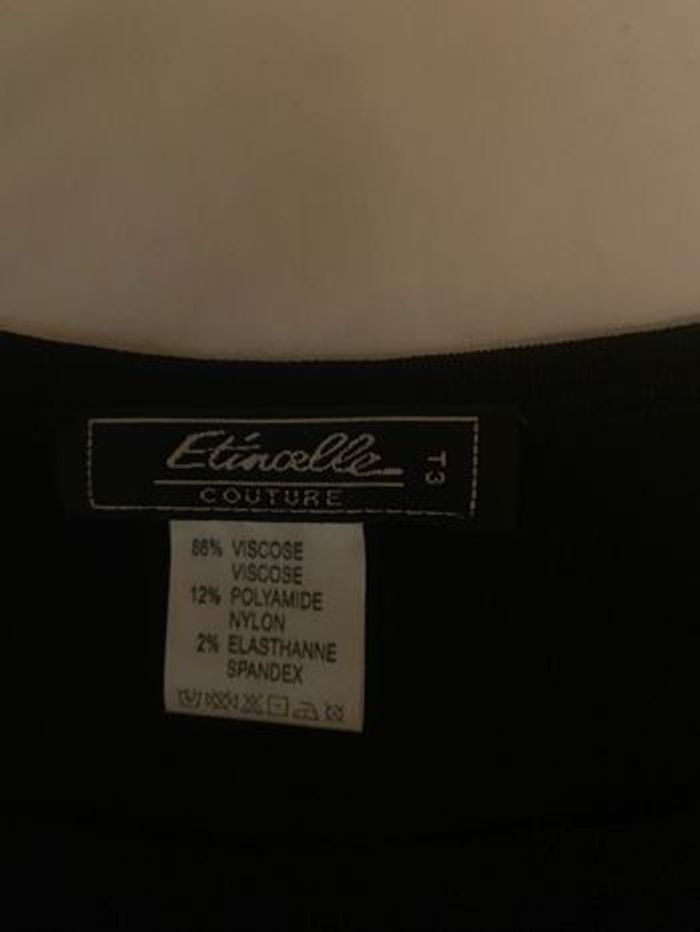 Etincelle
COUTURE
T3
86% VISCOSE
VISCOSE
12% POLYAMIDE
NYLON
2% ELASTHANNE
SPANDEX